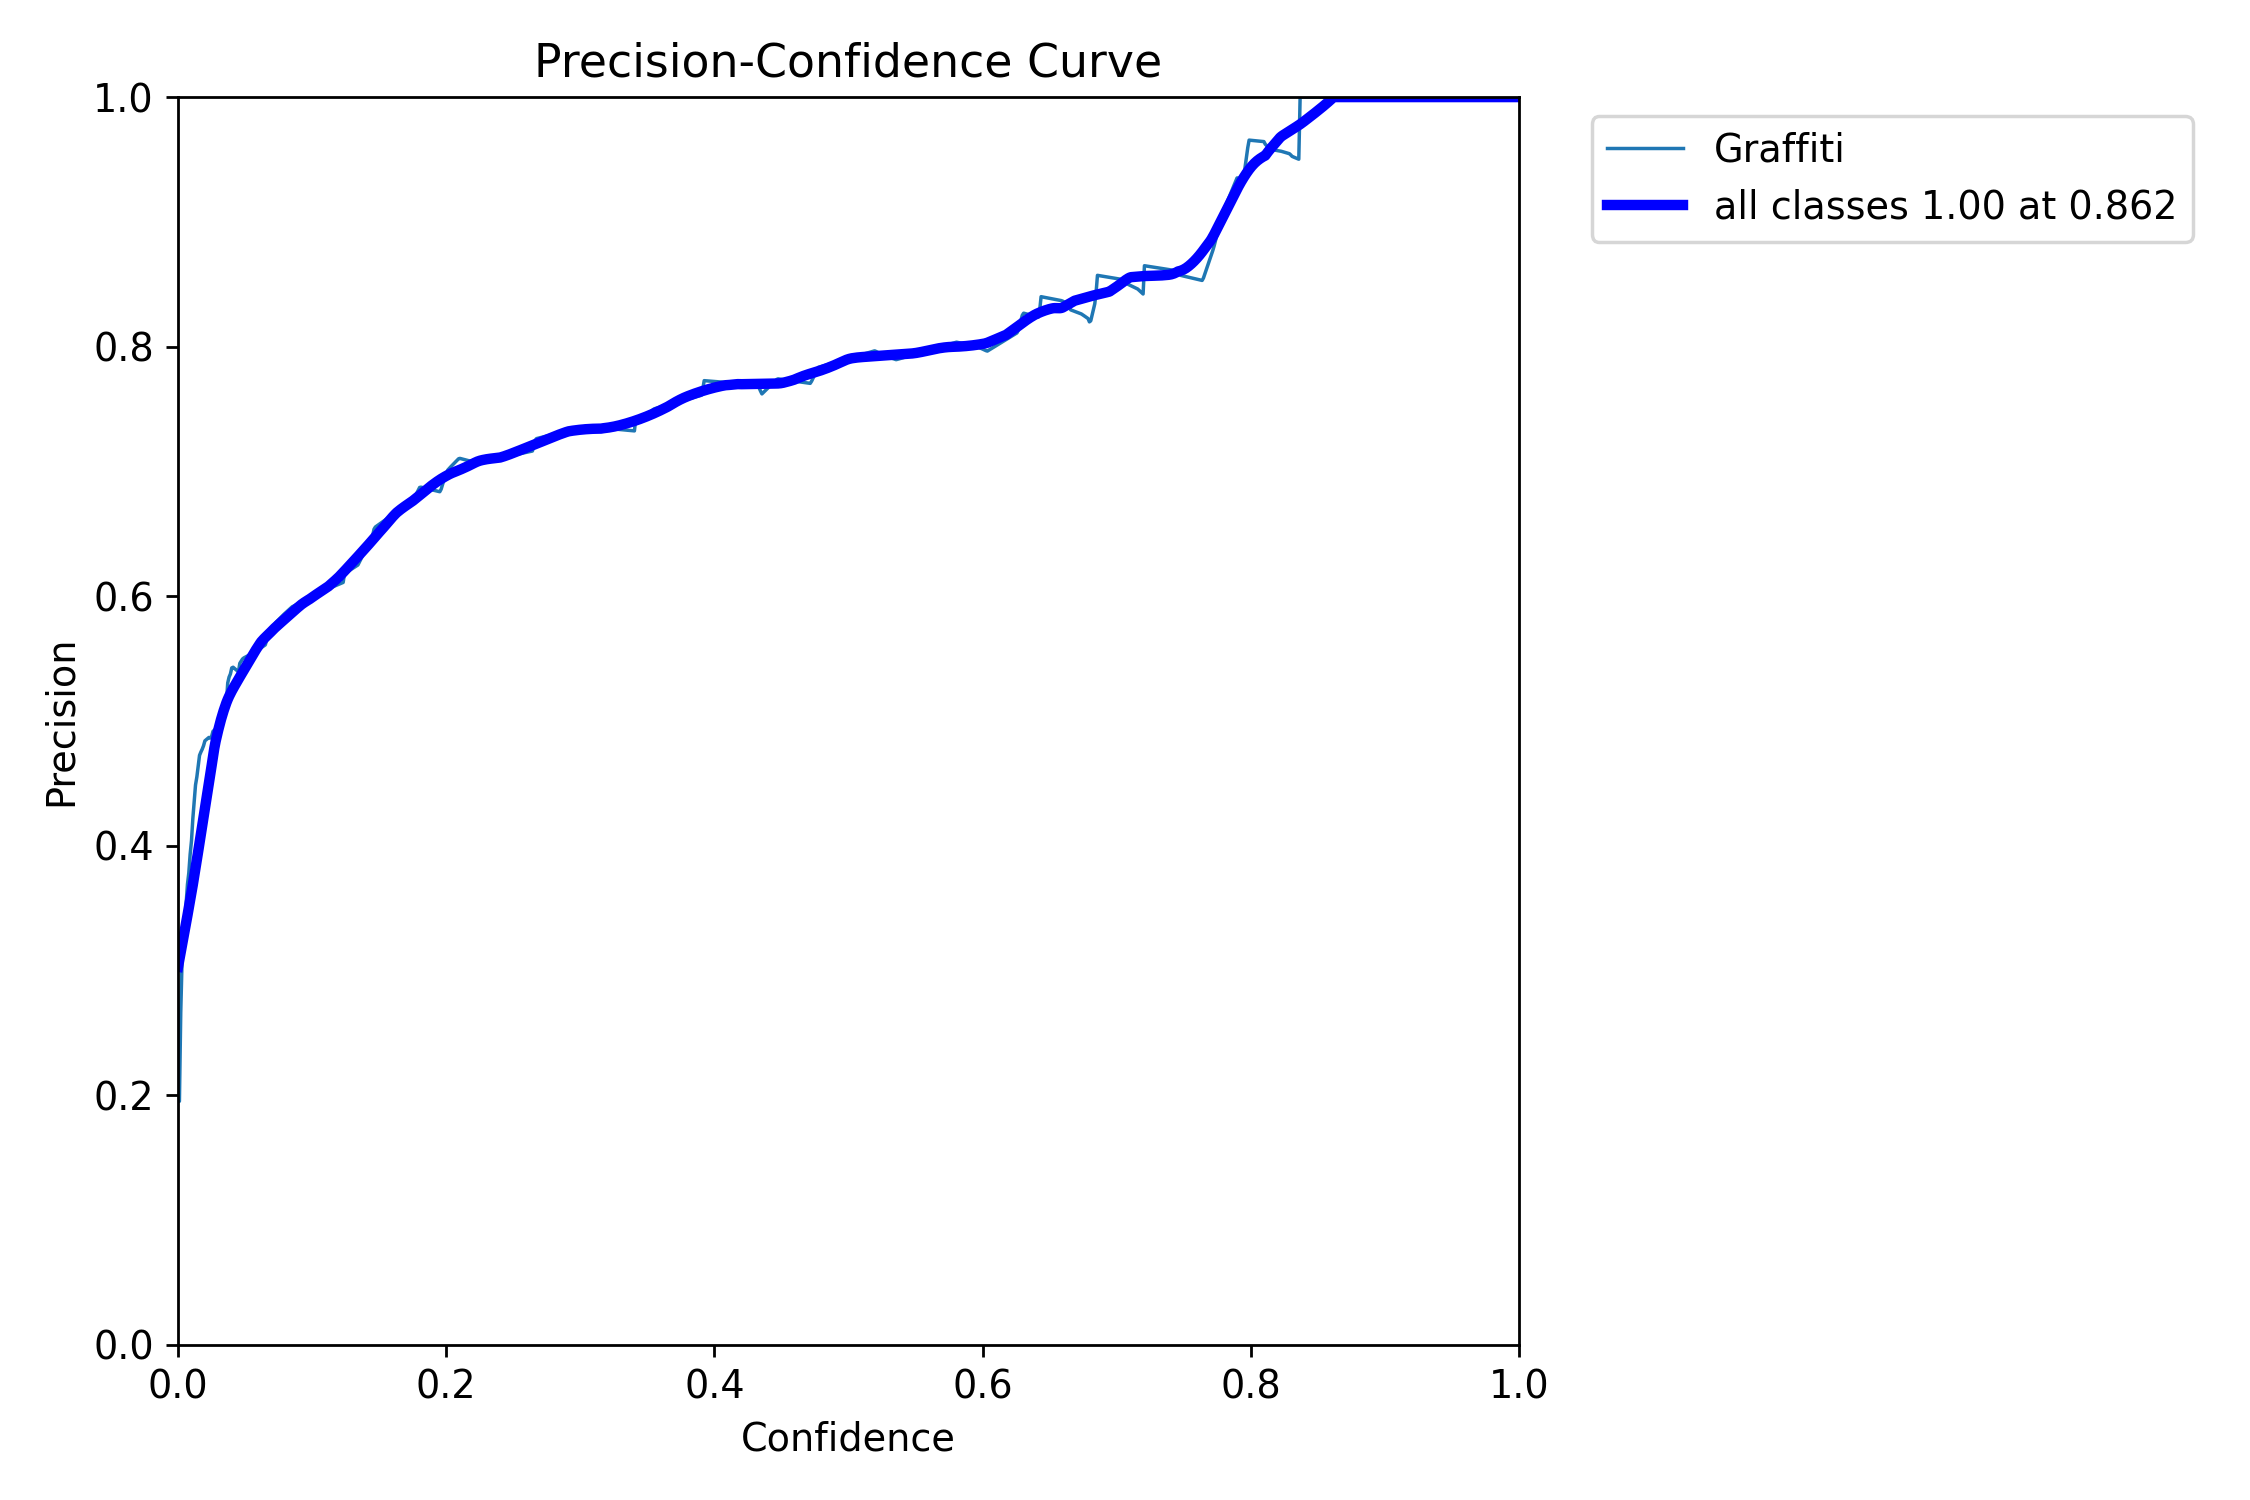 Precision-Confidence Curve
Graffiti
all classes 1.00 at 0.862
1.0
0.8
0.6
0.4
0.2
0.0
Precision
0.0 0.2 0.4 0.6 0.8 1.0
Confidence